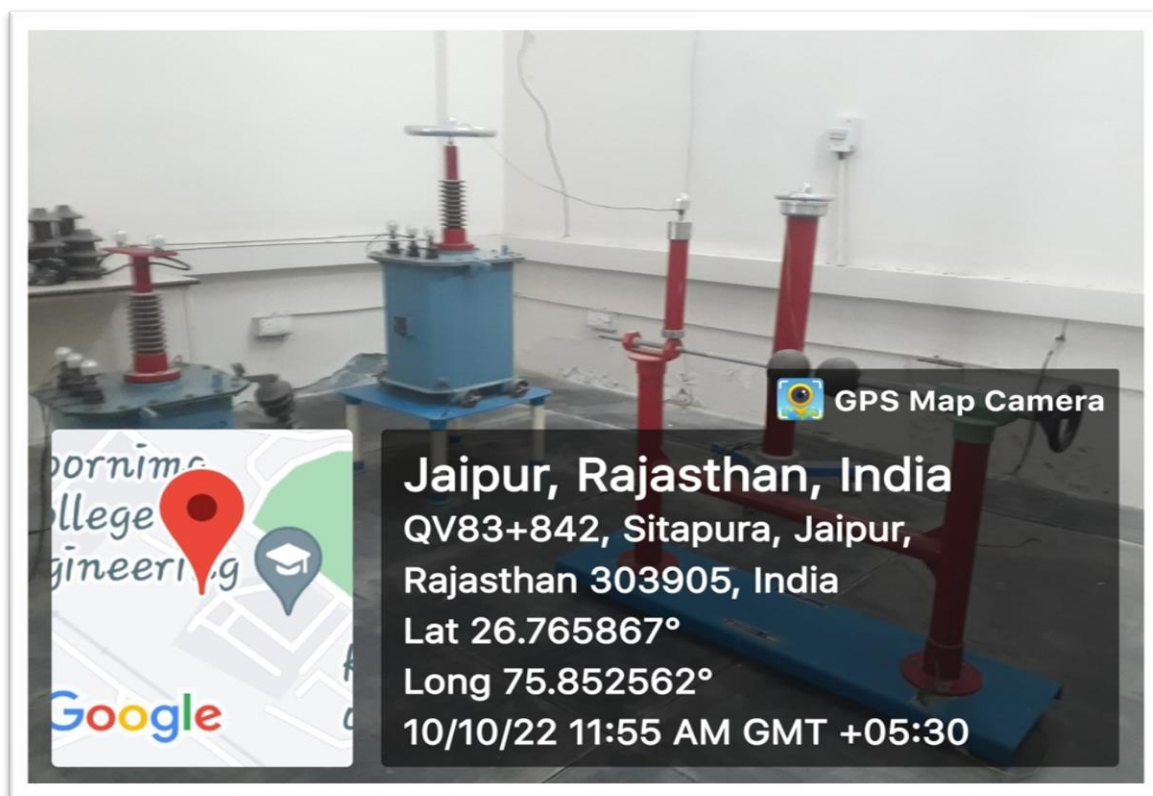 GPS Map Camera
Jaipur, Rajasthan, India
QV83+842, Sitapura, Jaipur,
Rajasthan 303905, India
Lat 26.765867°
Long 75.852562°
10/10/22 11:55 AM GMT +05:30
Google